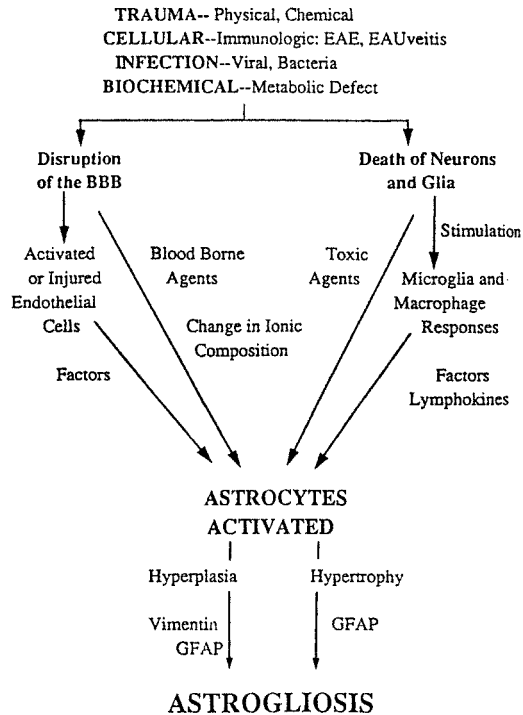 TRAUMA-- Physical, Chemical
CELLULAR--Immunologic: EAE, EAUveitis
INFECTION--Viral, Bacteria
BIOCHEMICAL--Metabolic Defect
Disruption
of the BBB
Death of Neurons
and Glia
Stimulation
Activated
or Injured
Endothelial
Cells
Blood Borne
Agents
Toxic
Agents
Microglia and
Macrophage
Responses
Change in Ionic
Composition
Factors
Factors
Lymphokines
ASTROCYTES
ACTIVATED
Hyperplasia
Hypertrophy
Vimentin
GFAP
GFAP
ASTROGLIOSIS